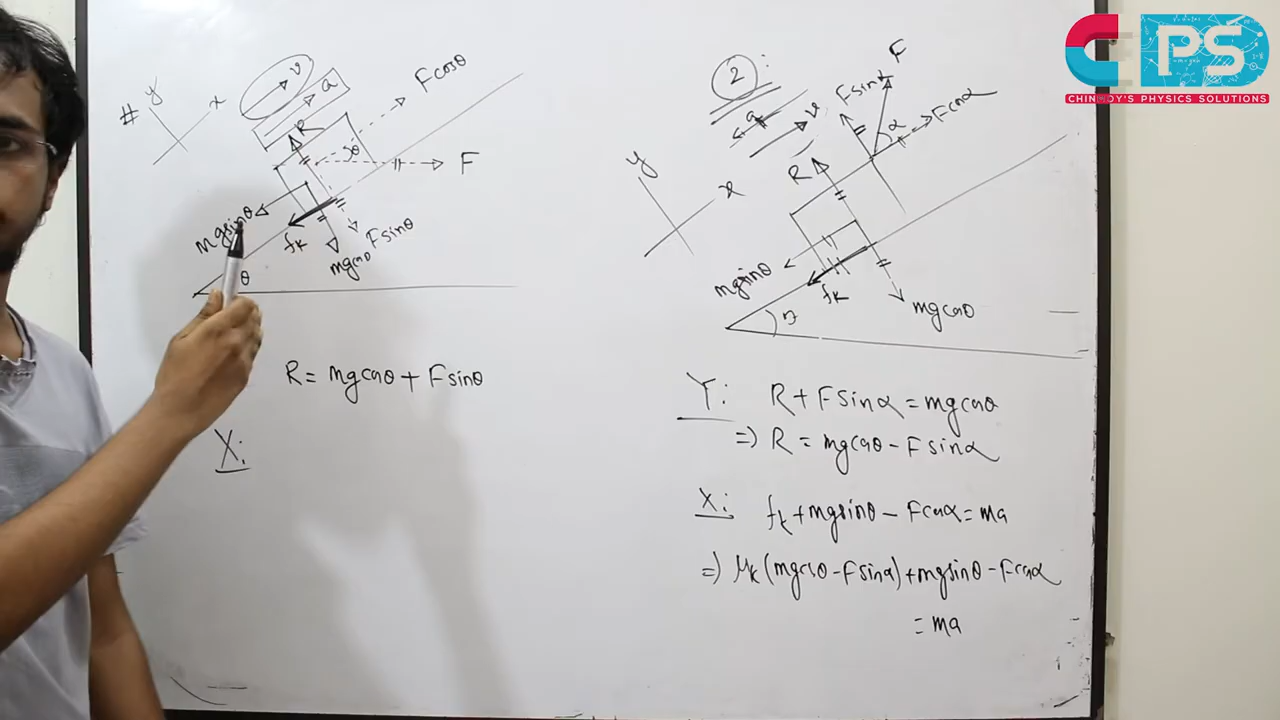 # y x
v
a
R
F cosθ
θ
F
mg sinθ
fk
mg cosθ
F sinθ
θ
R = mg cosθ + F sinθ
X:
2 :
a
v
y
x
R
F sinα
F
F cosα
α
mg sinθ
fk
mg cosθ
Y: R + F sinα = mg cosθ
=) R = mg cosθ - F sinα
X: fk + mg sinθ - F cosα = ma
=) μk (mg cosθ - F sinα) + mg sinθ - F cosα
= ma
CPS
CHINMOY'S PHYSICS SOLUTIONS